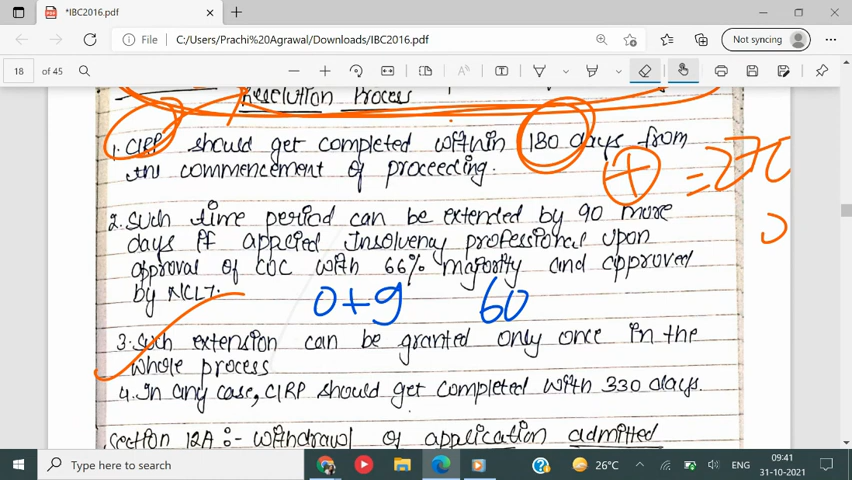 *IBC2016.pdf
File
C:/Users/Prachi%20Agrawal/Downloads/IBC2016.pdf
Not syncing
18 of 45
Resolution Process
1. CIRP should get completed within 180 days from
the commencement of proceeding.
+ = 270
2. Such time period can be extended by 90 more
days if applied Insolvency professional upon
approval of COC with 66% majority and approved
by NCLT.
0+9 60
3. Such extension can be granted only once in the
whole process
4. In any case, CIRP should get completed with 330 days.
Section 12A :- withdrawal of application admitted
Type here to search
26°C
ENG
09:41
31-10-2021